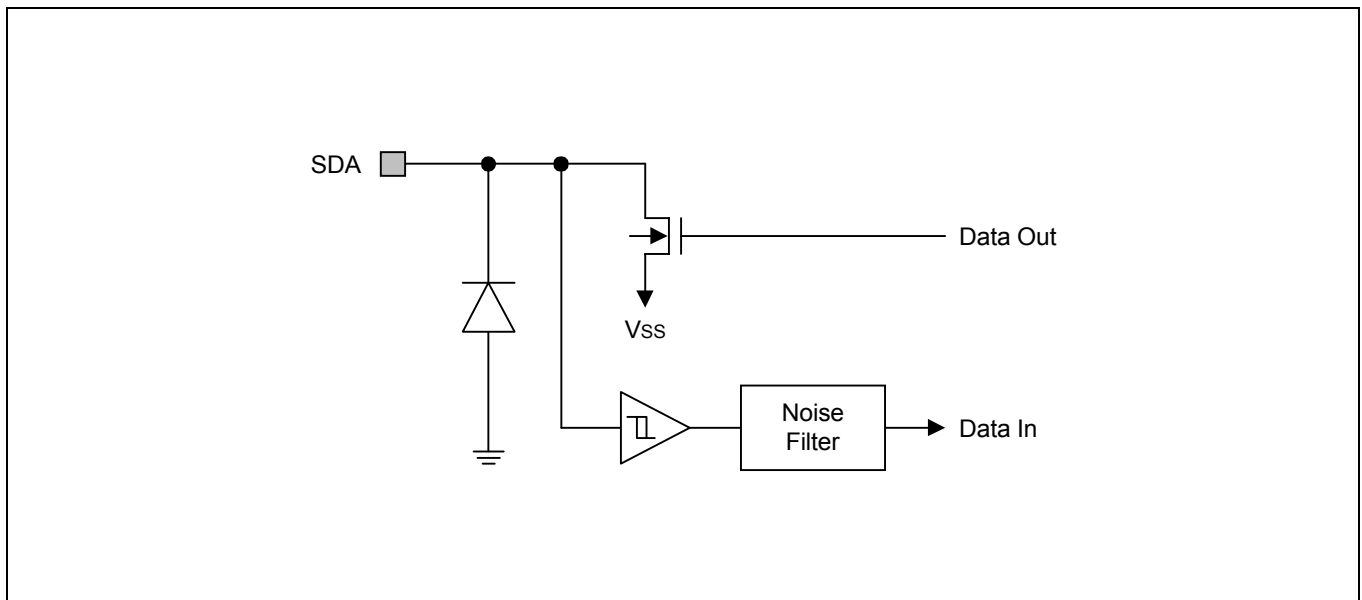 SDA
Data Out
VSS
Noise
Filter
Data In